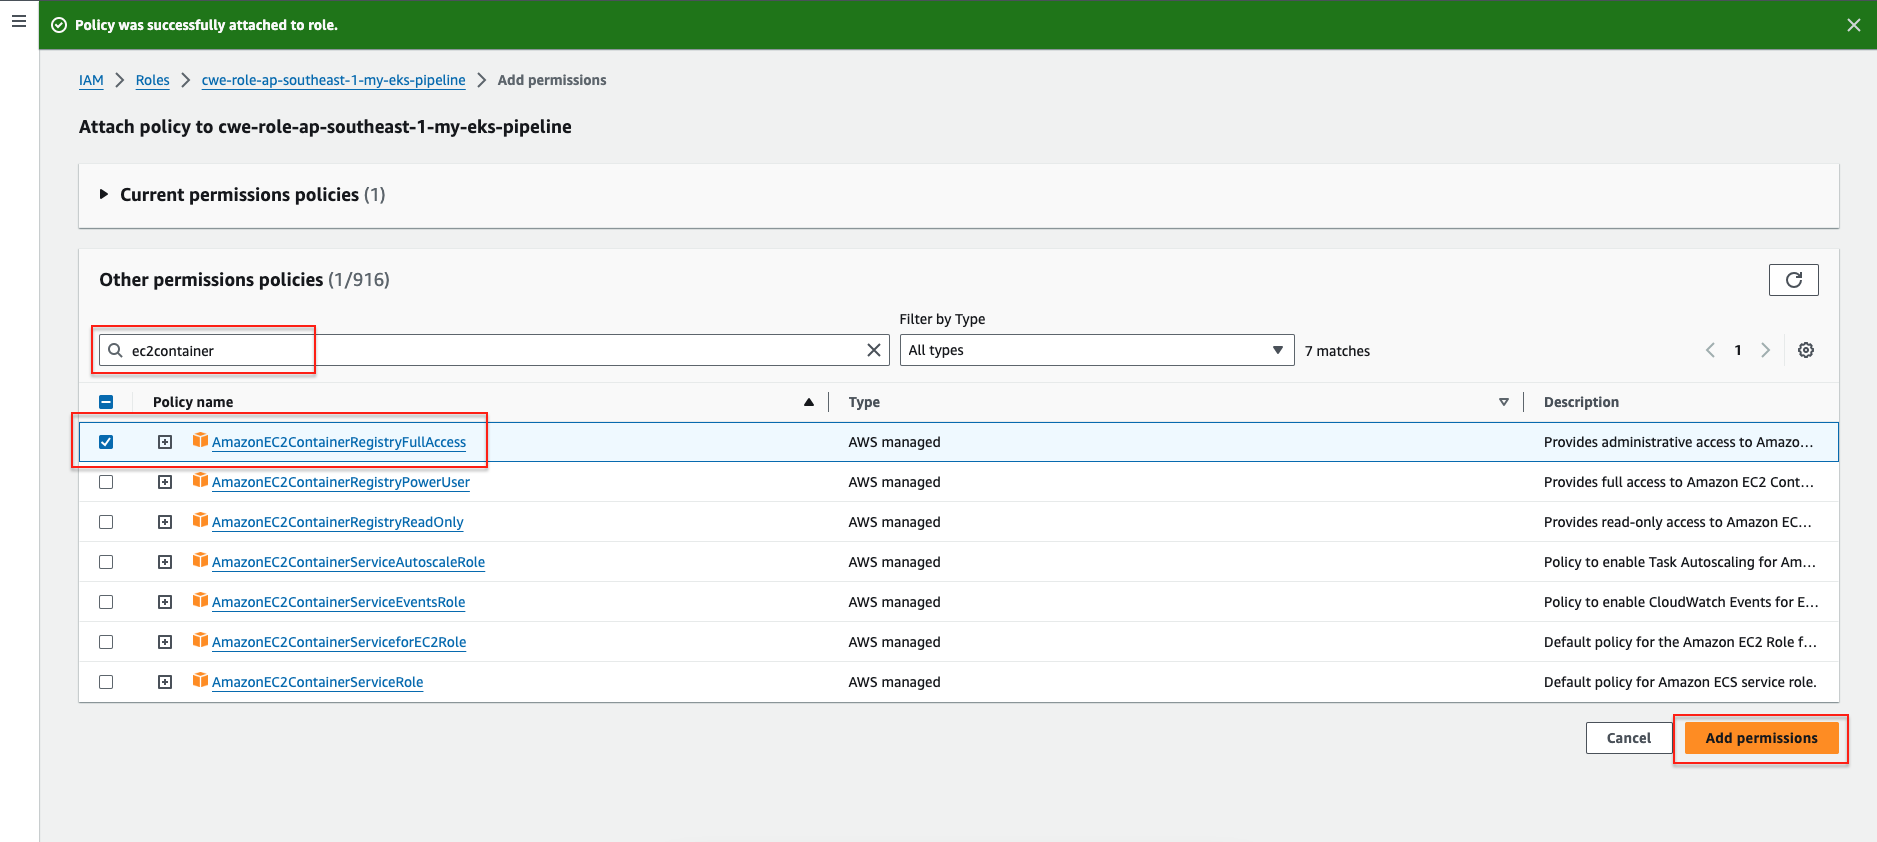 Policy was successfully attached to role.
IAM > Roles > cwe-role-ap-southeast-1-my-eks-pipeline > Add permissions
Attach policy to cwe-role-ap-southeast-1-my-eks-pipeline
Current permissions policies (1)
Other permissions policies (1/916)
Filter by Type
ec2container All types 7 matches 1
Policy name Type Description
AmazonEC2ContainerRegistryFullAccess AWS managed Provides administrative access to Amazo...
AmazonEC2ContainerRegistryPowerUser AWS managed Provides full access to Amazon EC2 Cont...
AmazonEC2ContainerRegistryReadOnly AWS managed Provides read-only access to Amazon EC...
AmazonEC2ContainerServiceAutoscaleRole AWS managed Policy to enable Task Autoscaling for Am...
AmazonEC2ContainerServiceEventsRole AWS managed Policy to enable CloudWatch Events for E...
AmazonEC2ContainerServiceforEC2Role AWS managed Default policy for the Amazon EC2 Role f...
AmazonEC2ContainerServiceRole AWS managed Default policy for Amazon ECS service role.
Cancel Add permissions